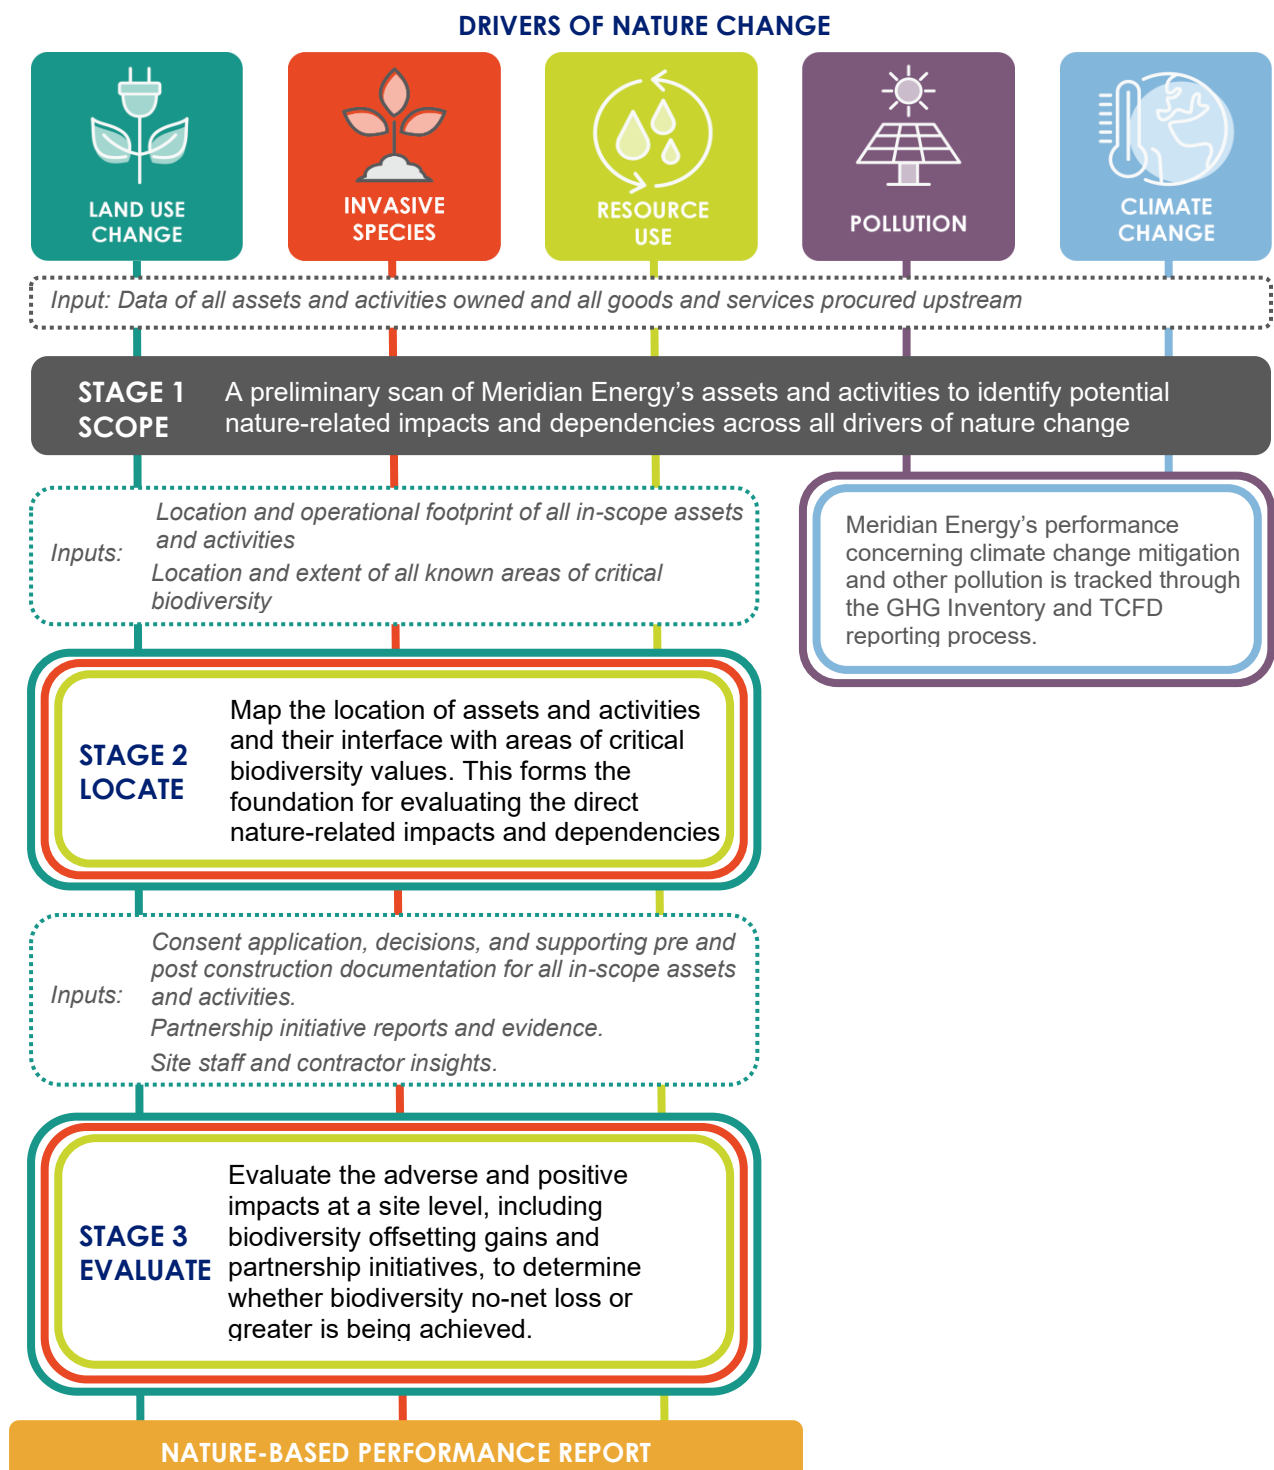 DRIVERS OF NATURE CHANGE
LAND USE
CHANGE
INVASIVE
SPECIES
RESOURCE
USE
POLLUTION
CLIMATE
CHANGE
Input: Data of all assets and activities owned and all goods and services procured upstream
STAGE 1
SCOPE
A preliminary scan of Meridian Energy’s assets and activities to identify potential
nature-related impacts and dependencies across all drivers of nature change
Inputs:
Location and operational footprint of all in-scope assets
and activities
Location and extent of all known areas of critical
biodiversity
Meridian Energy’s performance
concerning climate change mitigation
and other pollution is tracked through
the GHG Inventory and TCFD
reporting process.
STAGE 2
LOCATE
Map the location of assets and activities
and their interface with areas of critical
biodiversity values. This forms the
foundation for evaluating the direct
nature-related impacts and dependencies
Inputs:
Consent application, decisions, and supporting pre and
post construction documentation for all in-scope assets
and activities.
Partnership initiative reports and evidence.
Site staff and contractor insights.
STAGE 3
EVALUATE
Evaluate the adverse and positive
impacts at a site level, including
biodiversity offsetting gains and
partnership initiatives, to determine
whether biodiversity no-net loss or
greater is being achieved.
NATURE-BASED PERFORMANCE REPORT